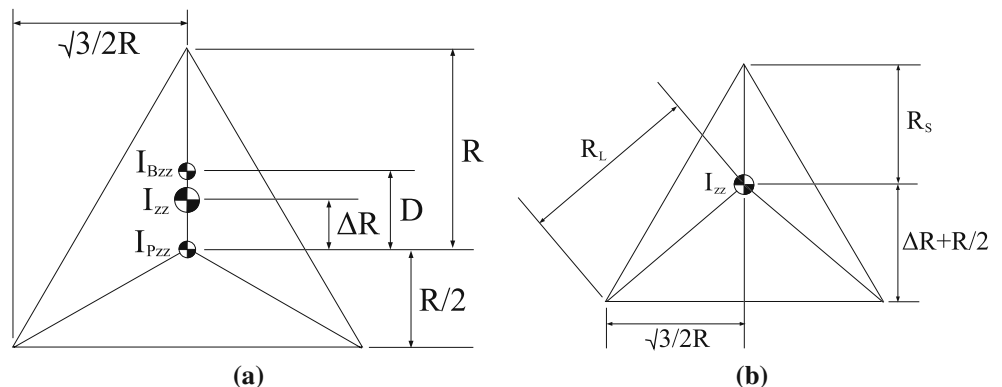 √3/2R
R
I_Bzz
I_zz
D
ΔR
I_Pzz
R/2
(a)
R_L
R_S
I_zz
ΔR+R/2
√3/2R
(b)